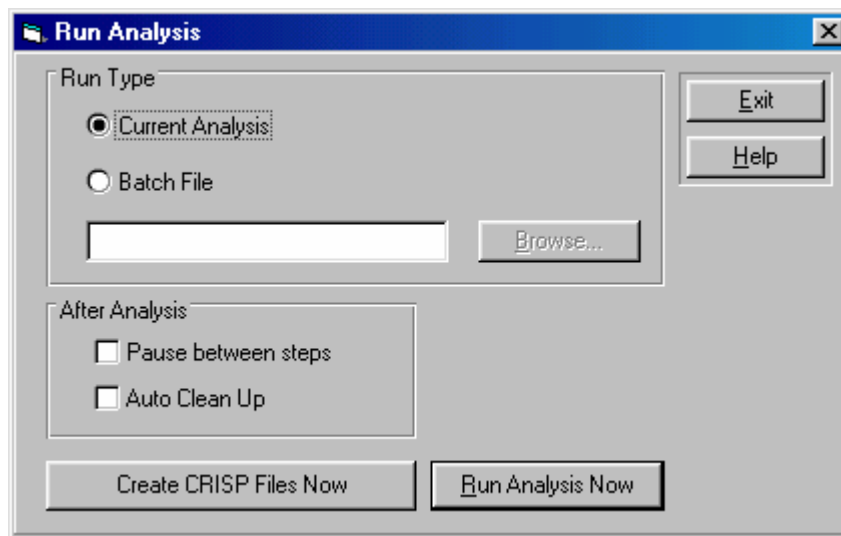 Run Analysis
Run Type
Current Analysis
Batch File
Browse...
Exit
Help
After Analysis
Pause between steps
Auto Clean Up
Create CRISP Files Now
Run Analysis Now